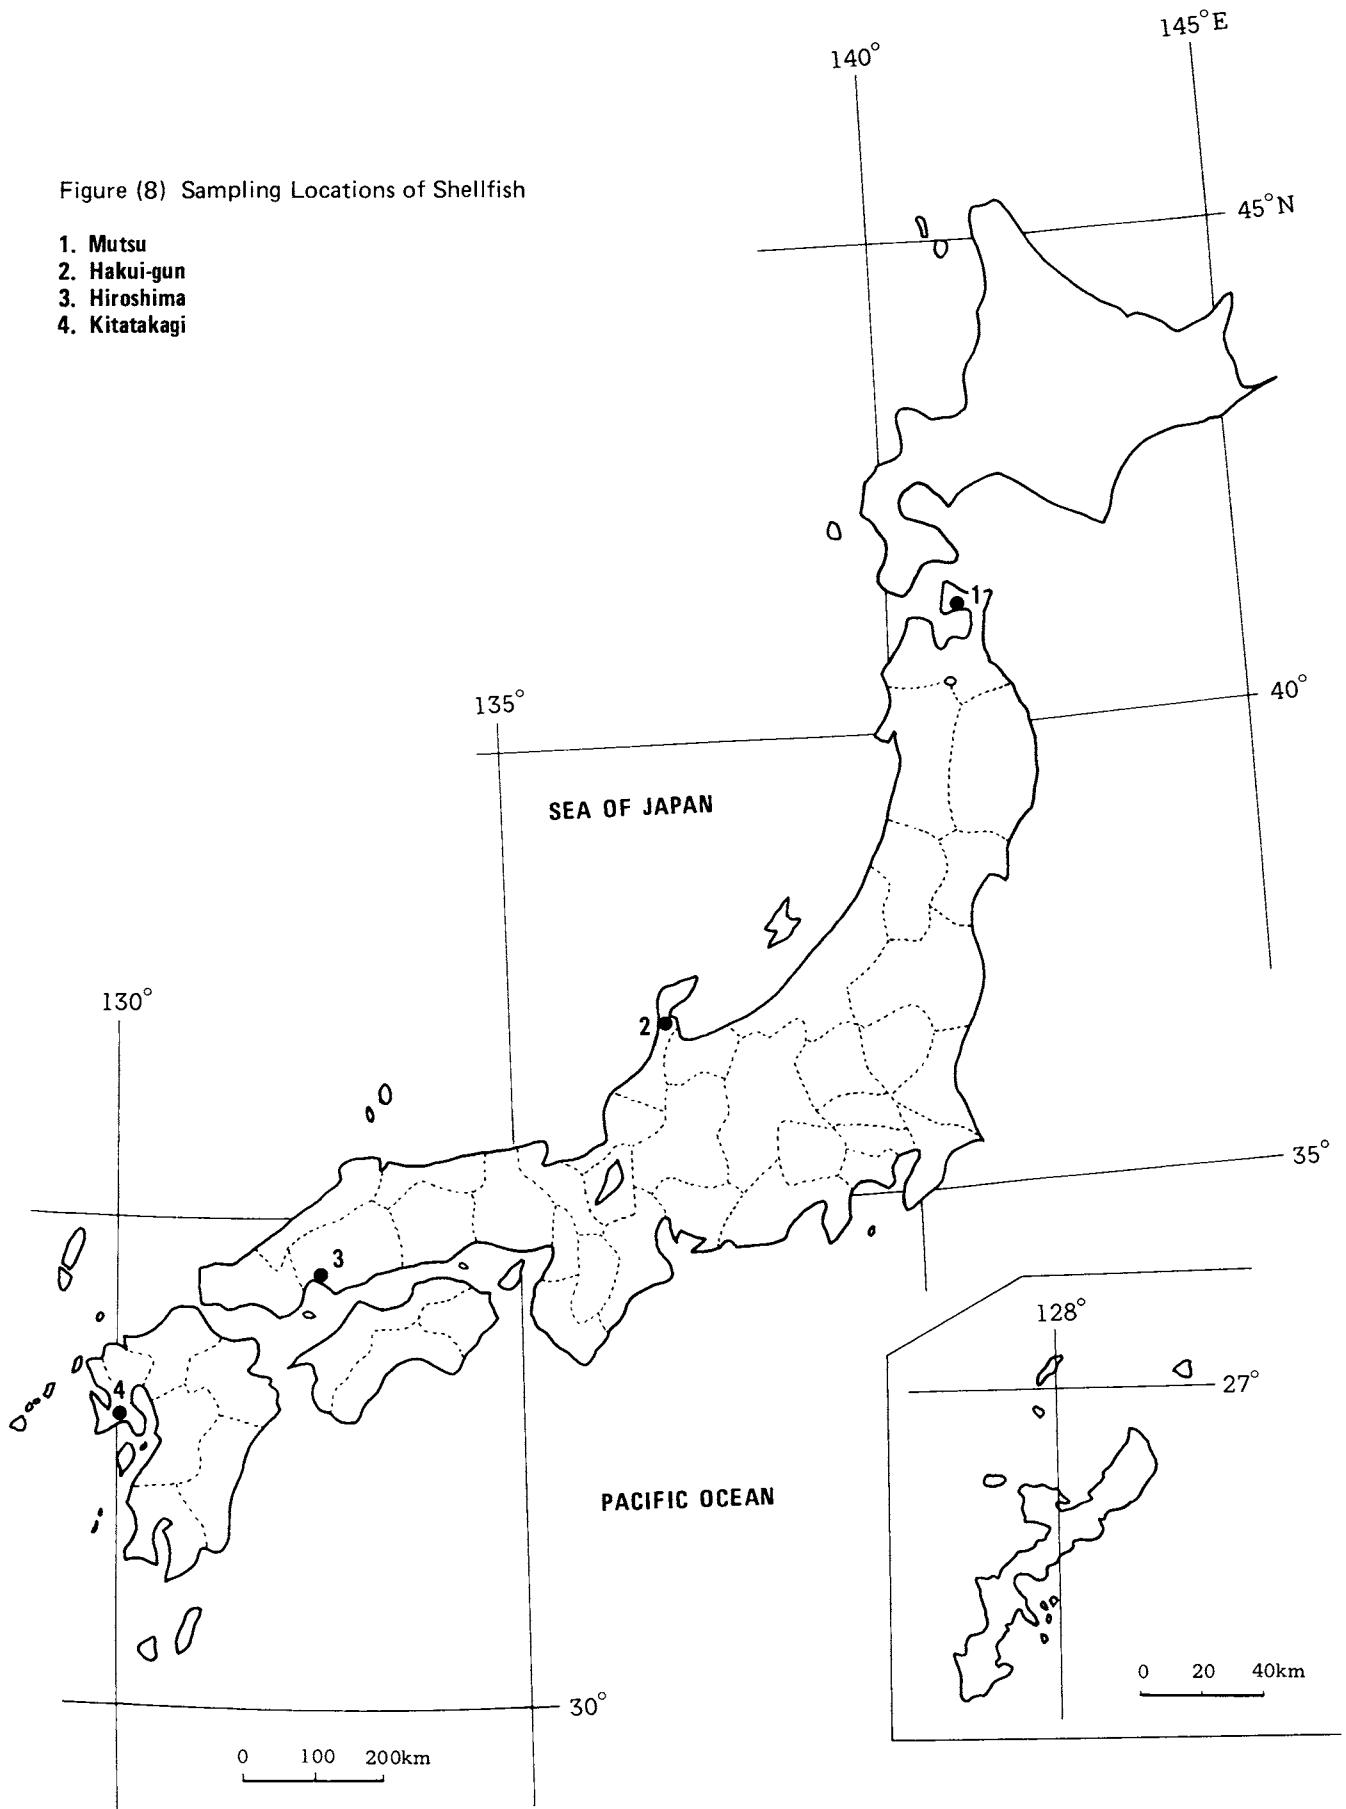 145°E
140°
Figure (8) Sampling Locations of Shellfish
45°N
1. Mutsu
2. Hakui-gun
3. Hiroshima
4. Kitatakagi
1
40°
135°
SEA OF JAPAN
130°
2
35°
3
128°
27°
4
PACIFIC OCEAN
0 20 40km
30°
0 100 200km